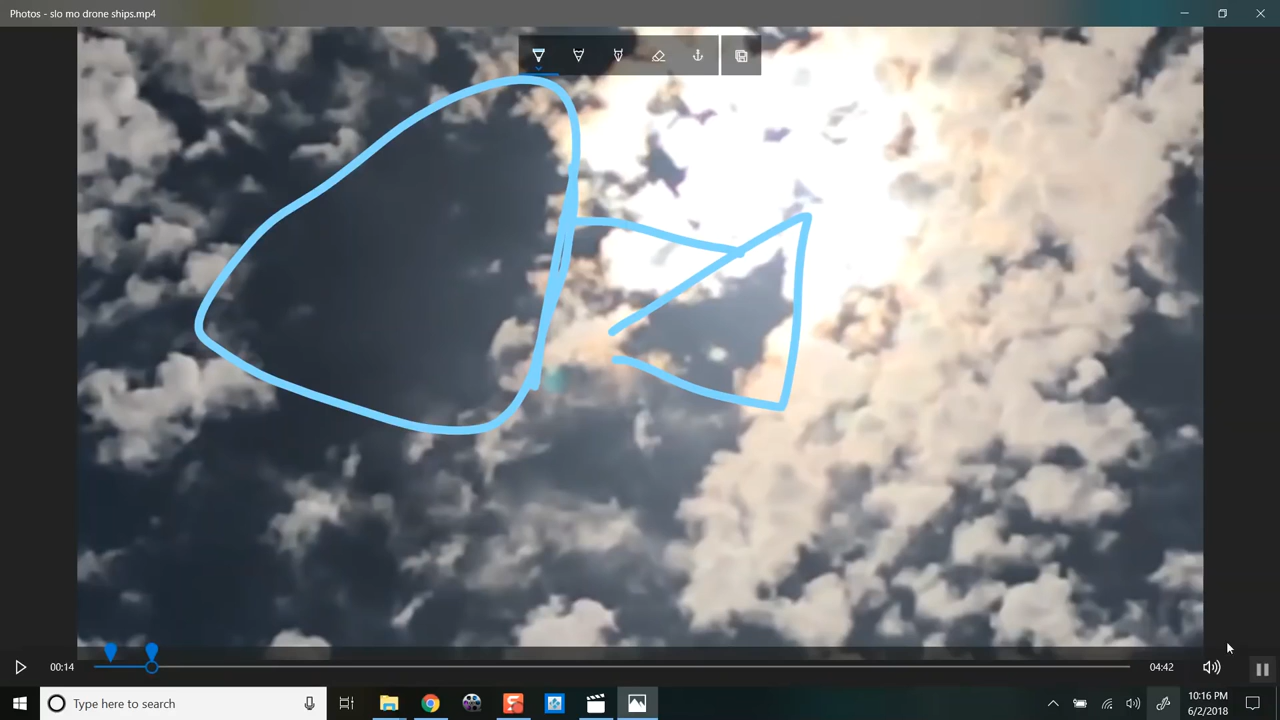 Photos - slo mo drone ships.mp4
00:14
04:42
Type here to search
10:16 PM
6/2/2018